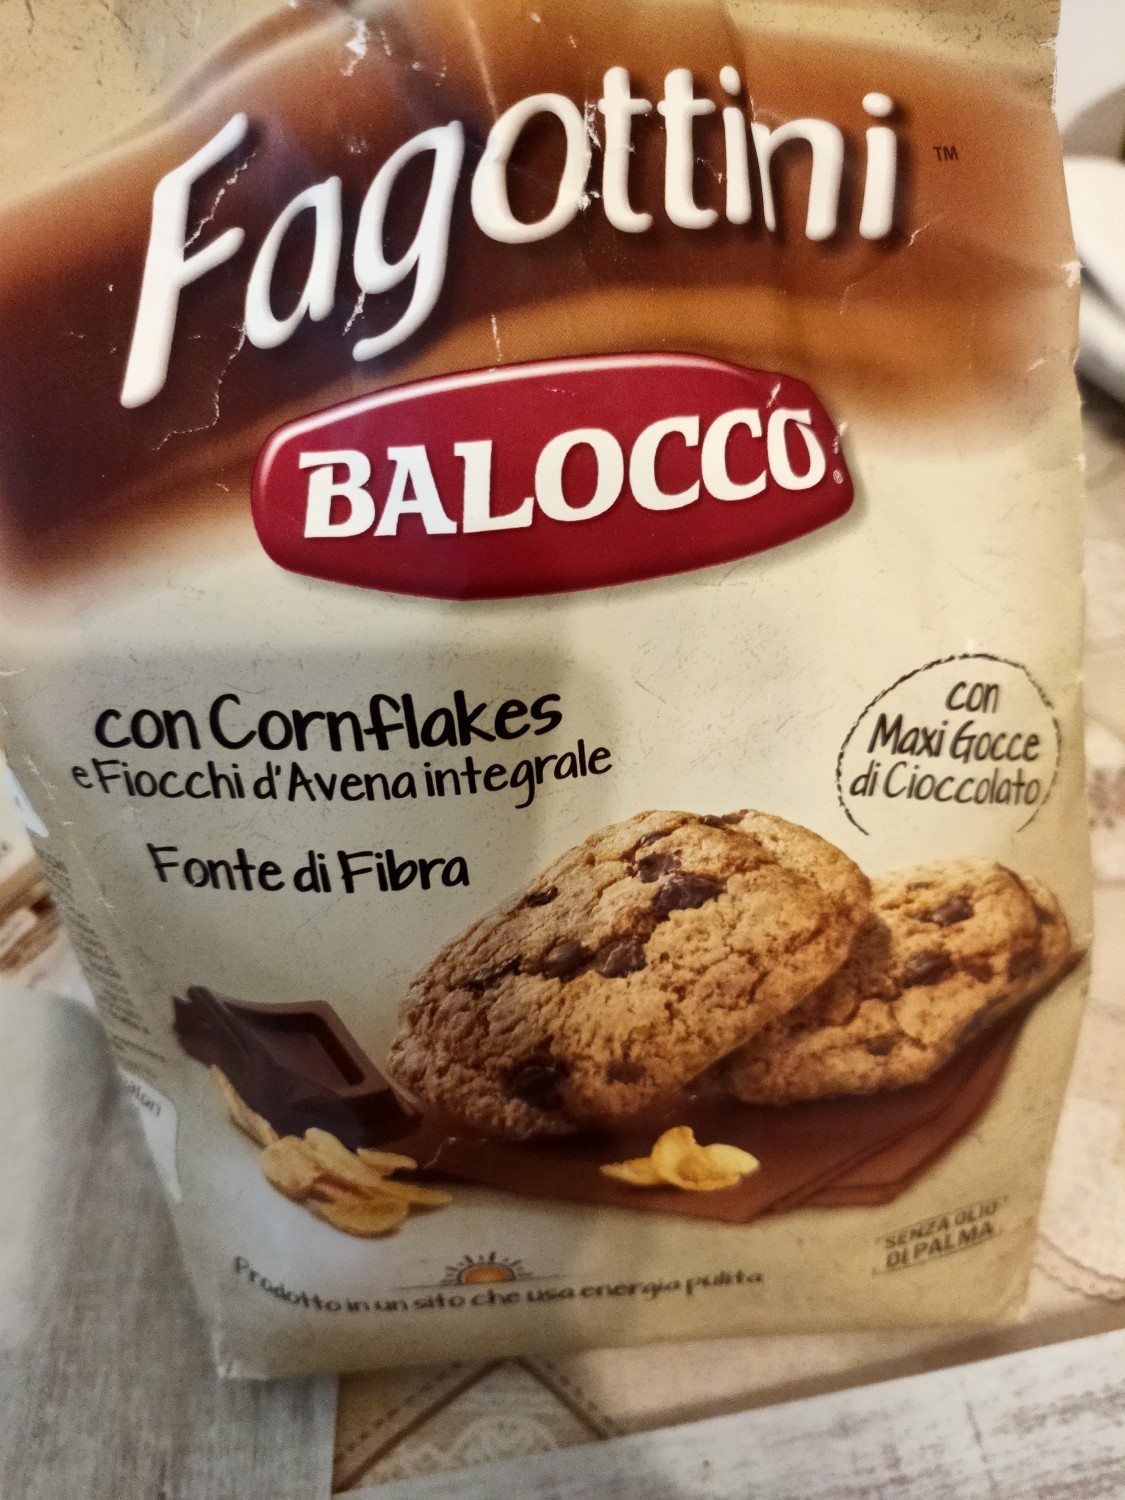 Fagottini
™
BALOCCO®
con Cornflakes
e Fiocchi d'Avena integrale
Fonte di Fibra
con
Maxi Gocce
di Cioccolato
SENZA OLIO
DI PALMA
Prodotto in un sito che usa energia pulita